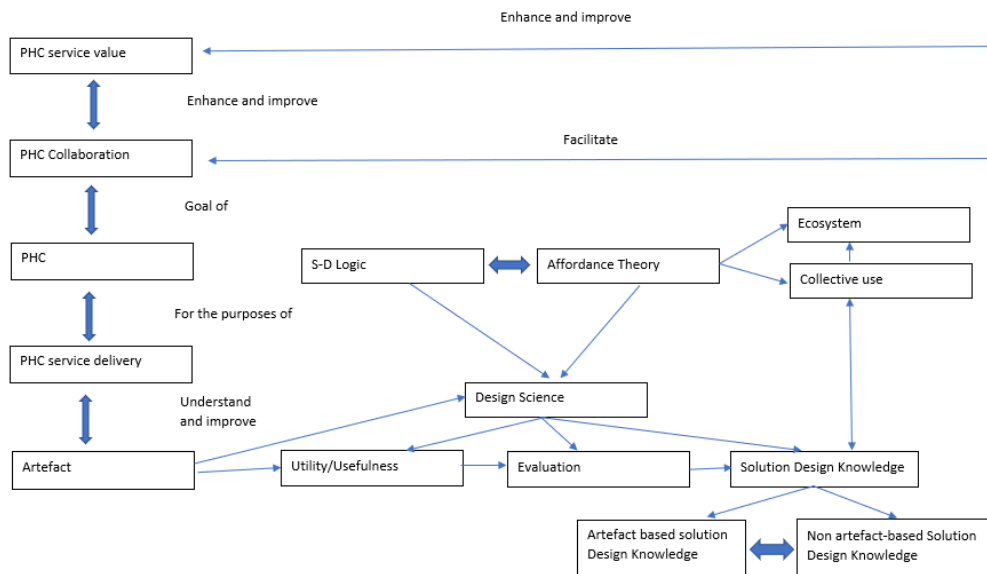 Enhance and improve
PHC service value
Enhance and improve
PHC Collaboration
Facilitate
Goal of
Ecosystem
PHC
S-D Logic
Affordance Theory
Collective use
For the purposes of
PHC service delivery
Design Science
Understand
and improve
Artefact
Utility/Usefulness
Evaluation
Solution Design Knowledge
Artefact based solution
Design Knowledge
Non artefact-based Solution
Design Knowledge